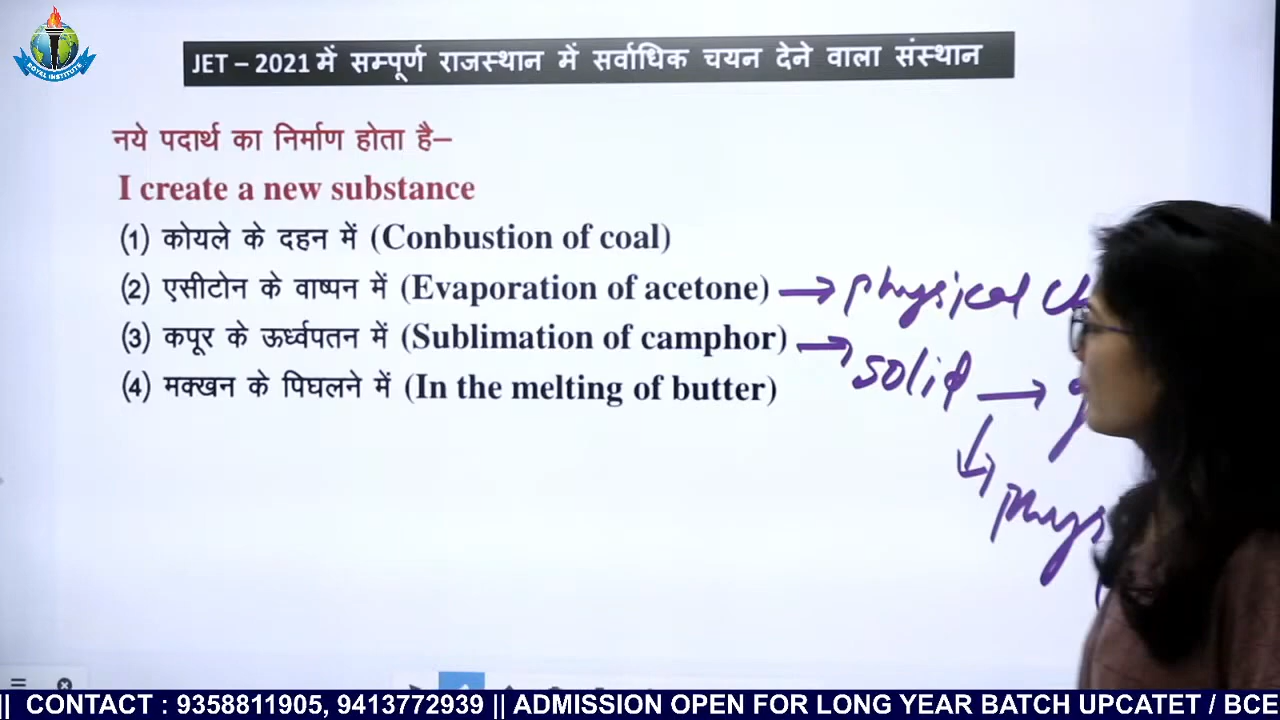 ROYAL INSTITUTE
JET – 2021 में सम्पूर्ण राजस्थान में सर्वाधिक चयन देने वाला संस्थान
नये पदार्थ का निर्माण होता है–
I create a new substance
(1) कोयले के दहन में (Conbustion of coal)
(2) एसीटोन के वाष्पन में (Evaporation of acetone) → physical
(3) कपूर के ऊर्ध्वपतन में (Sublimation of camphor) → solid →
(4) मक्खन के पिघलने में (In the melting of butter)
|| CONTACT : 9358811905, 9413772939 || ADMISSION OPEN FOR LONG YEAR BATCH UPCATET / BCE